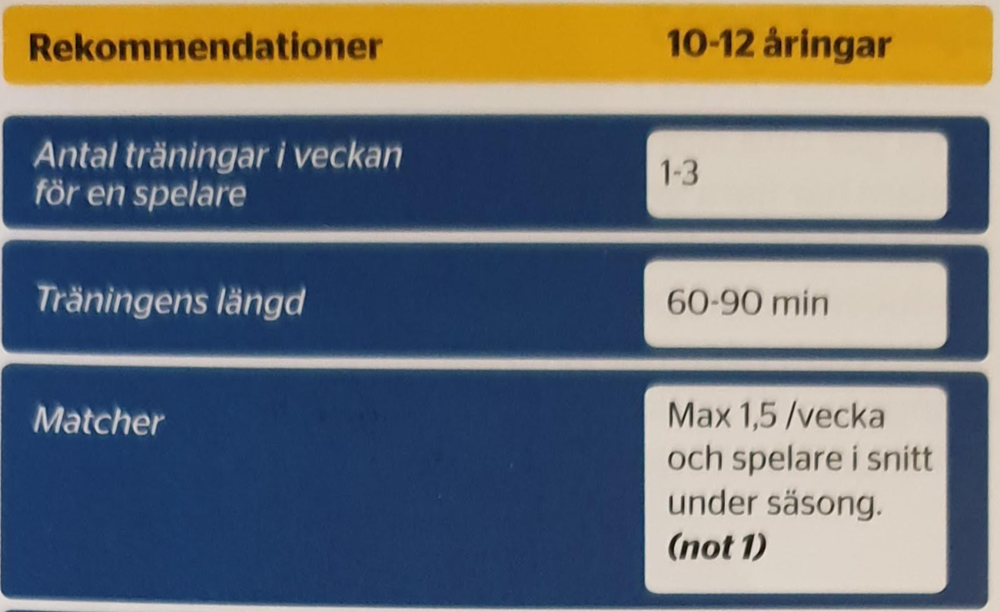 Rekommendationer
10-12 åringar
Antal träningar i veckan
för en spelare
1-3
Träningens längd
60-90 min
Matcher
Max 1,5 /vecka
och spelare i snitt
under säsong.
(not 1)